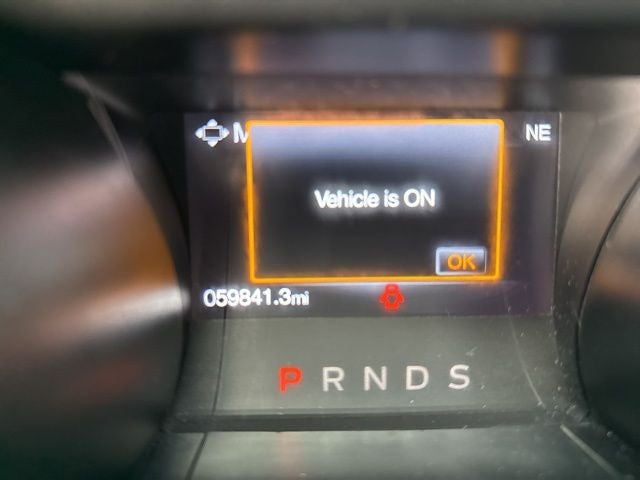 M
NE
Vehicle is ON
OK
059841.3mi
P R N D S